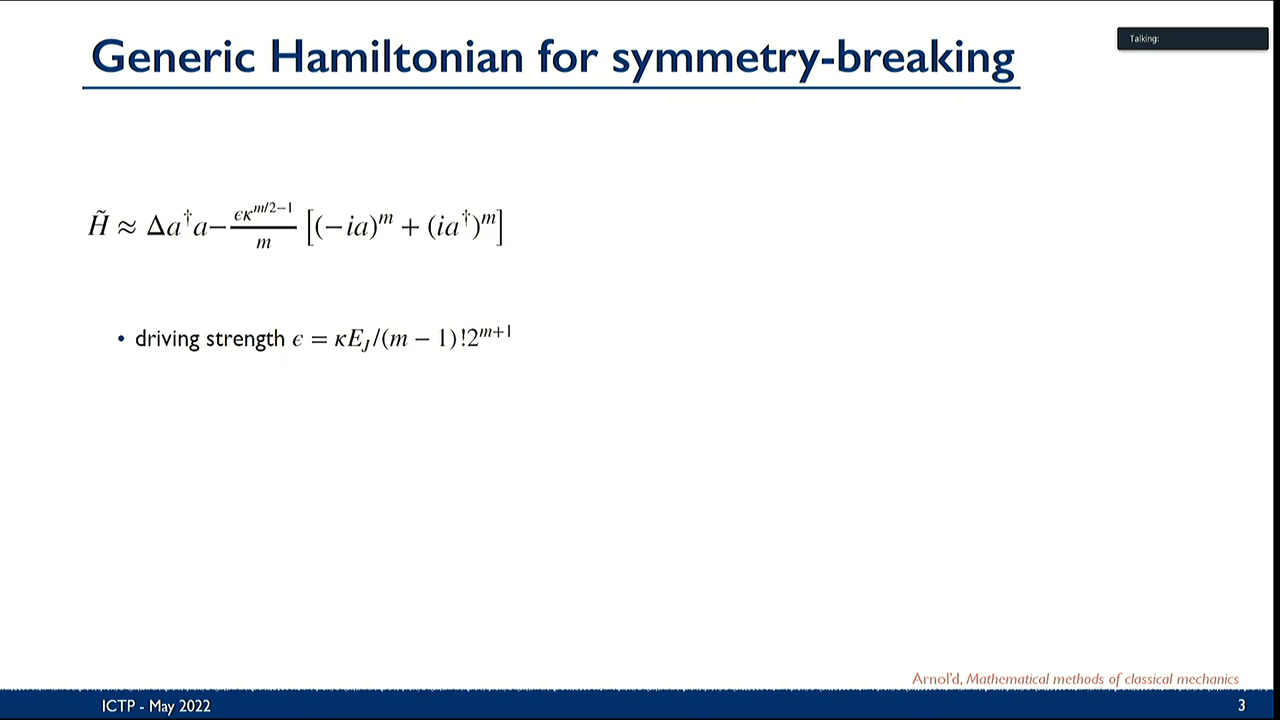 Generic Hamiltonian for symmetry-breaking
Talking:
H̃ ≈ Δa†a− ϵκ^{m/2−1}/m [(−ia)^m + (ia†)^m]
• driving strength ϵ = κE_J/(m − 1)!2^{m+1}
Arnol'd, Mathematical methods of classical mechanics
ICTP - May 2022
3